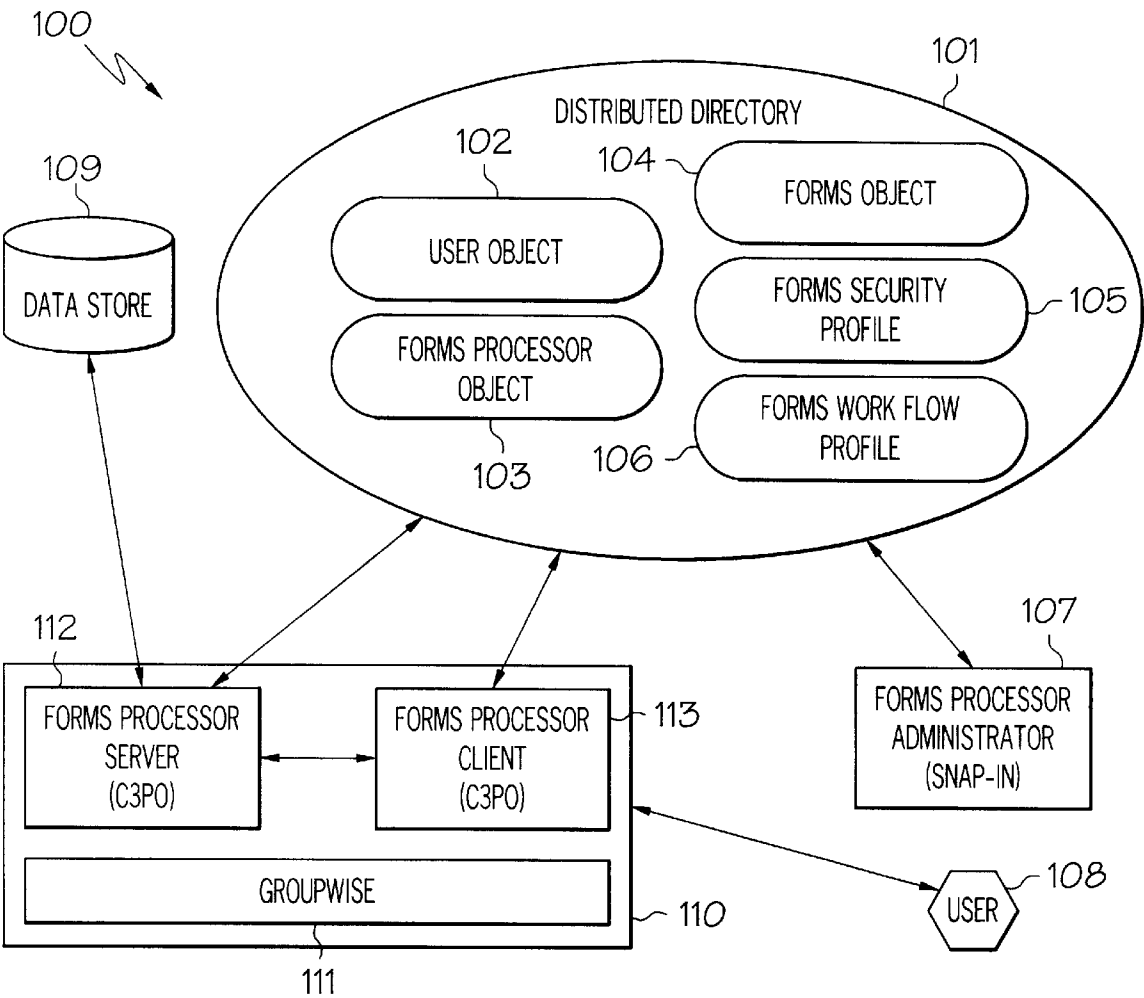 100
101
DISTRIBUTED DIRECTORY
102
104
FORMS OBJECT
109
USER OBJECT
DATA STORE
FORMS SECURITY
PROFILE
105
FORMS PROCESSOR
OBJECT
FORMS WORK FLOW
PROFILE
106
103
107
112
FORMS PROCESSOR
SERVER
(C3PO)
FORMS PROCESSOR
CLIENT
(C3PO)
113
FORMS PROCESSOR
ADMINISTRATOR
(SNAP-IN)
GROUPWISE
110
111
USER
108